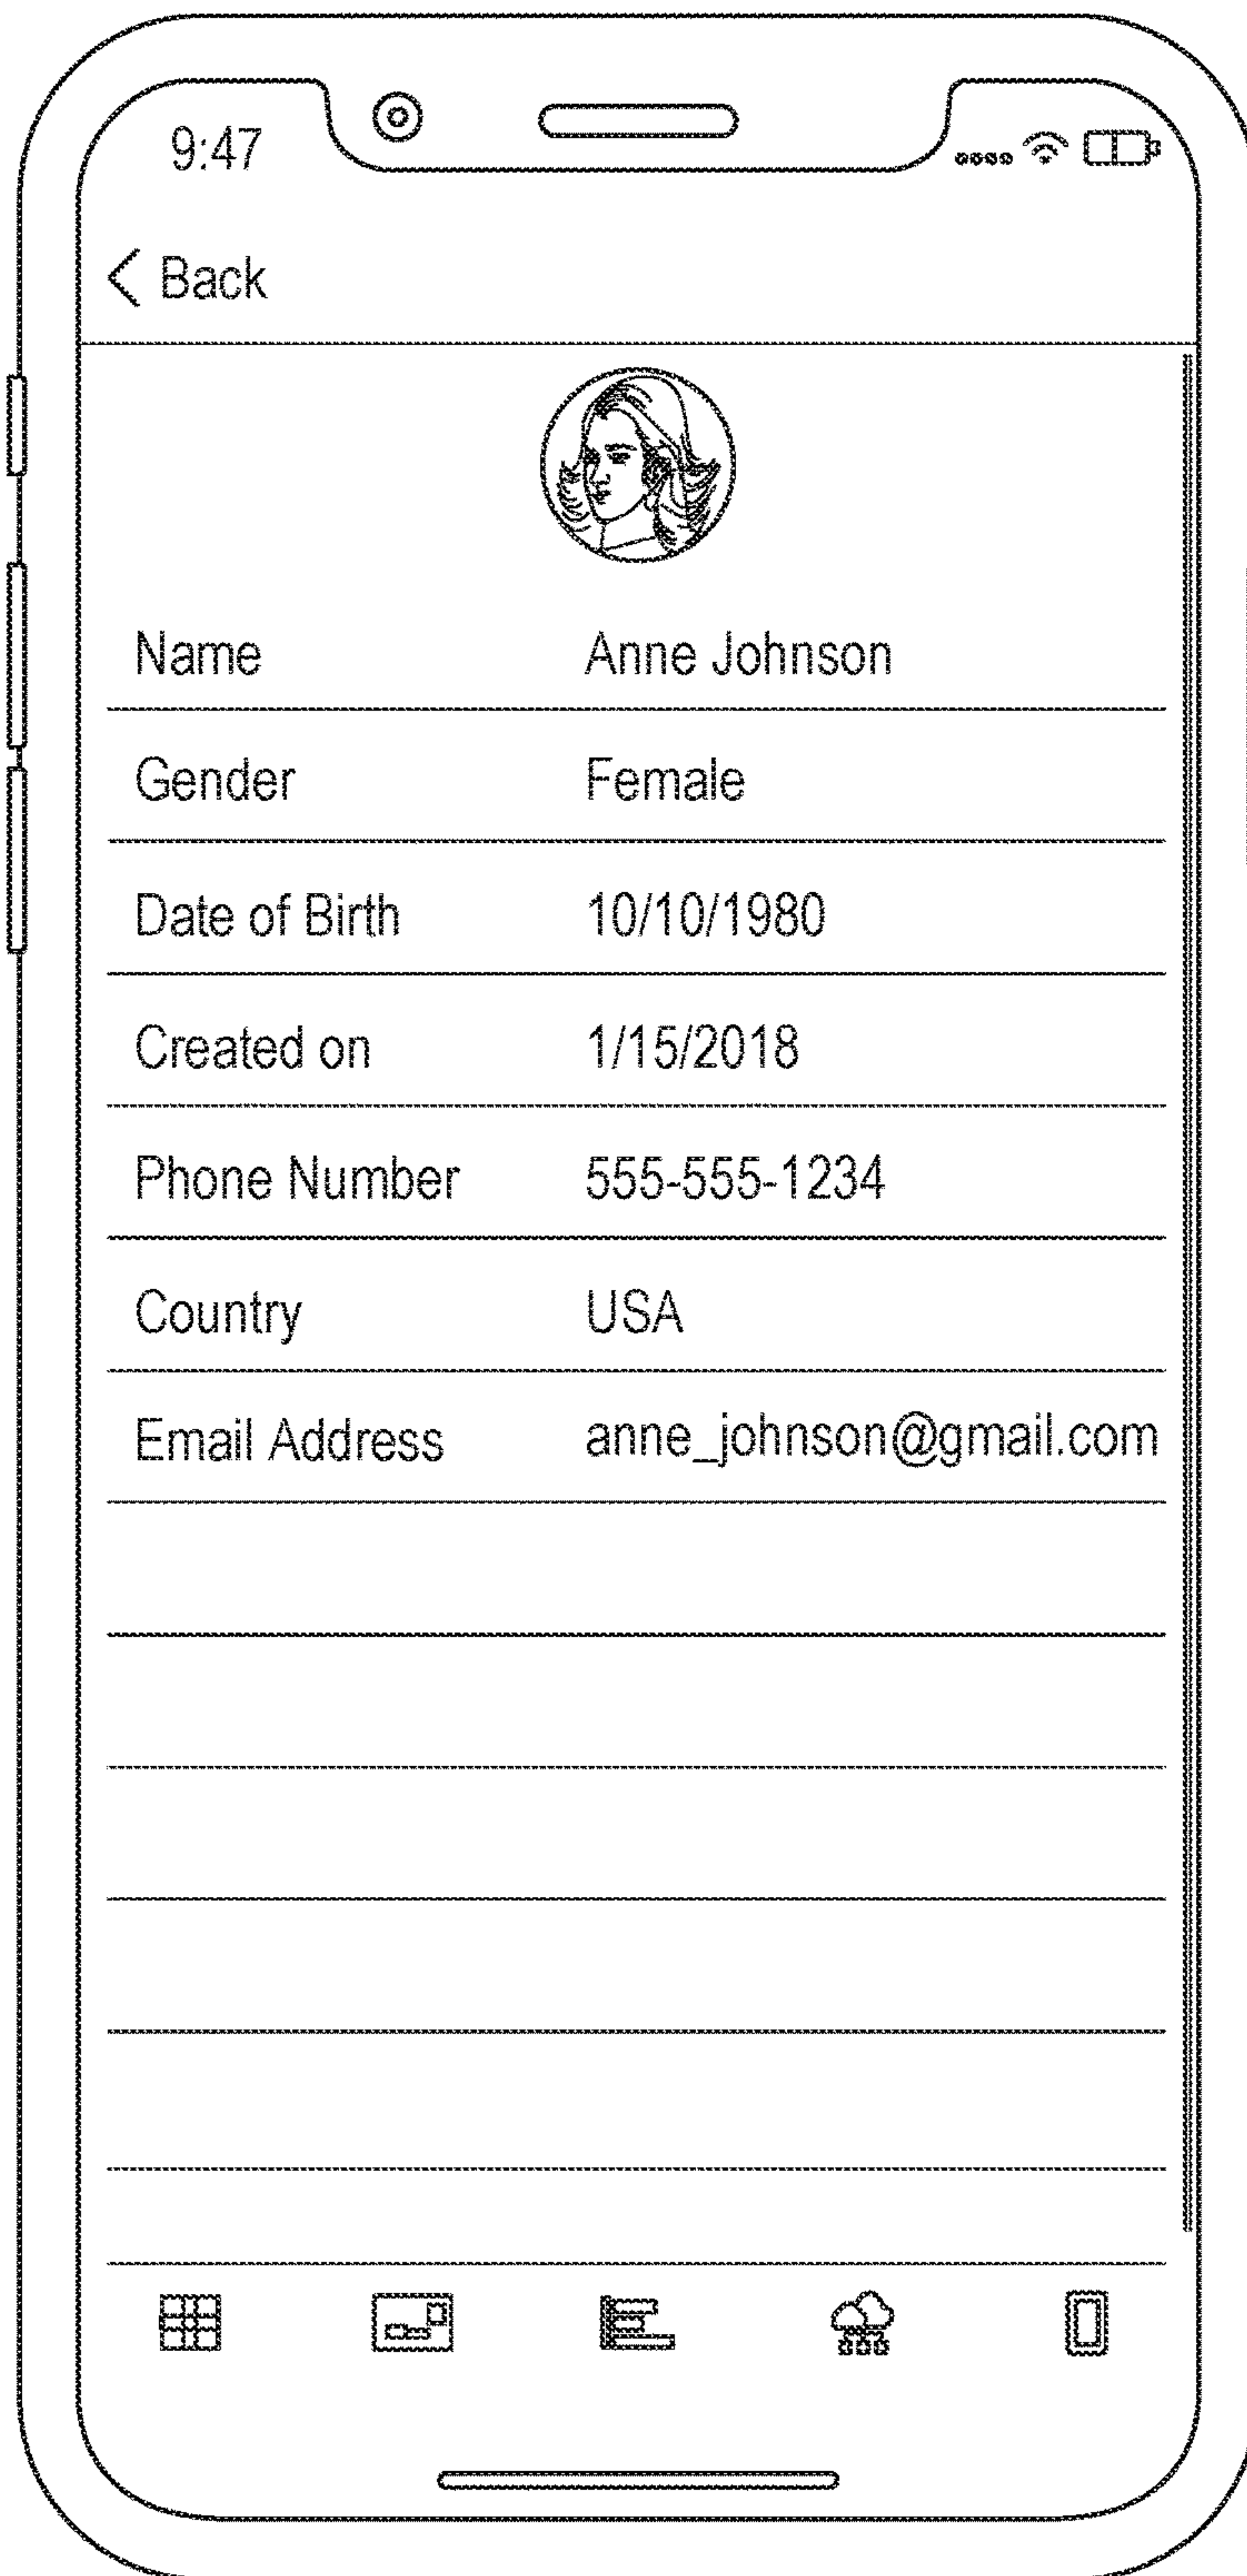 9:47
Back
Name Anne Johnson
Gender Female
Date of Birth 10/10/1980
Created on 1/15/2018
Phone Number 555-555-1234
Country USA
Email Address anne_johnson@gmail.com